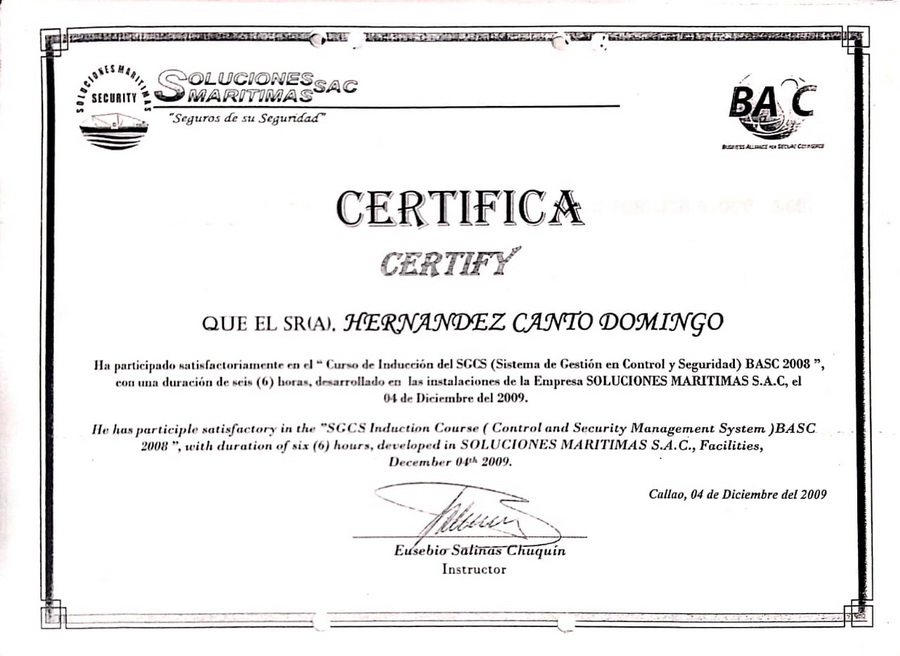 SOLUCIONES MARITIMAS
SECURITY
SOLUCIONES
MARITIMAS SAC
"Seguros de su Seguridad"
BASC
BUSINESS ALLIANCE FOR SECURE COMMERCE
CERTIFICA
CERTIFY
QUE EL SR(A). HERNANDEZ CANTO DOMINGO
Ha participado satisfactoriamente en el " Curso de Inducción del SGCS (Sistema de Gestión en Control y Seguridad) BASC 2008 ",
con una duración de seis (6) horas, desarrollado en las instalaciones de la Empresa SOLUCIONES MARITIMAS S.A.C, el
04 de Diciembre del 2009.
He has participle satisfactory in the "SGCS Induction Course ( Control and Security Management System )BASC
2008 ", with duration of six (6) hours, developed in SOLUCIONES MARITIMAS S.A.C., Facilities,
December 04th 2009.
Callao, 04 de Diciembre del 2009
Eusebio Salinas Chuquín
Instructor